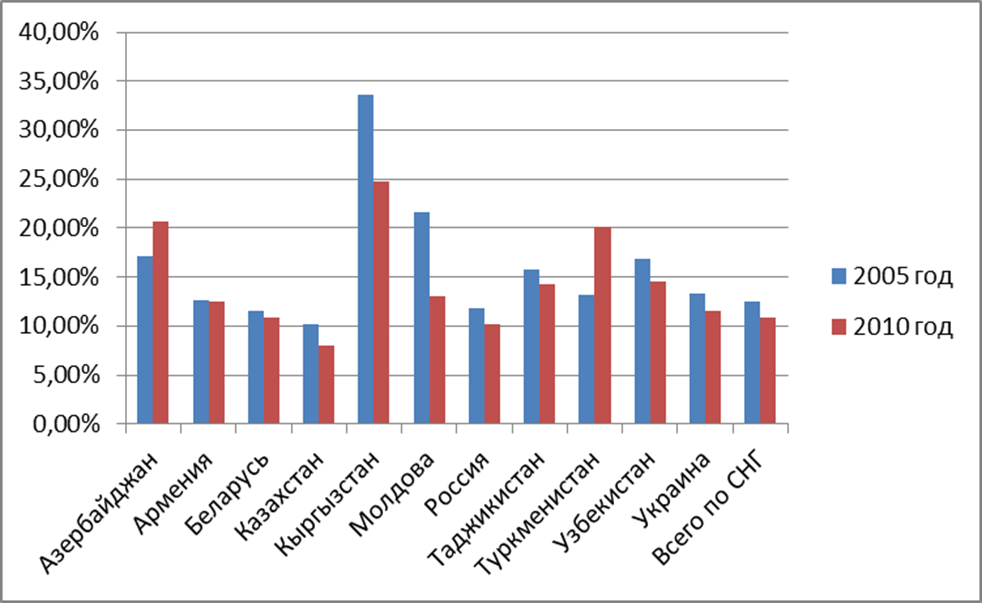 40,00%
35,00%
30,00%
25,00%
20,00%
15,00%
10,00%
5,00%
0,00%
Азербайджан
Армения
Беларусь
Казахстан
Кыргызстан
Молдова
Россия
Таджикистан
Туркменистан
Узбекистан
Украина
Всего по СНГ
2005 год
2010 год